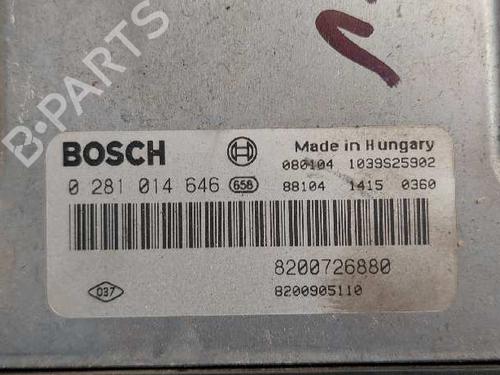 BOSCH
Made in Hungary
080104 1039S25902
0 281 014 646 658
88104 1415 0360
8200726880
037
8200905110
B-PARTS